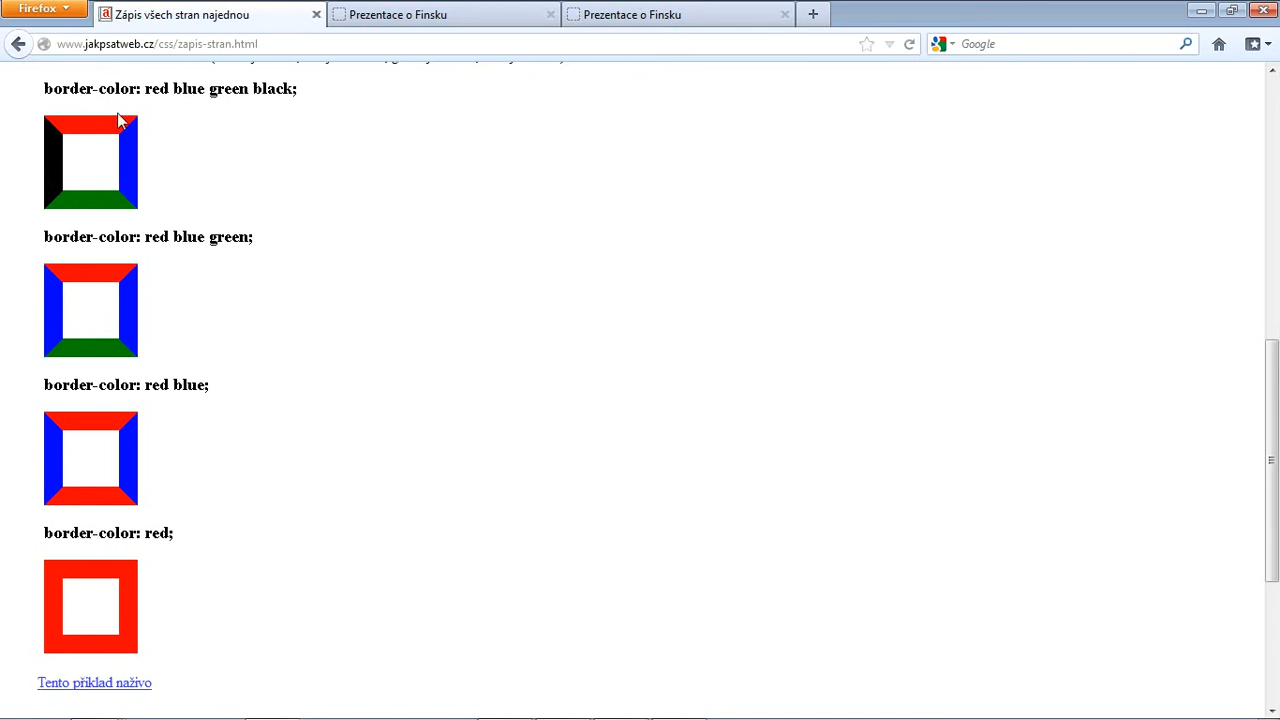 Firefox
Zápis všech stran najednou
Prezentace o Finsku
Prezentace o Finsku
www.jakpsatweb.cz/css/zapis-stran.html
Google
border-color: red blue green black;
border-color: red blue green;
border-color: red blue;
border-color: red;
Tento příklad naživo